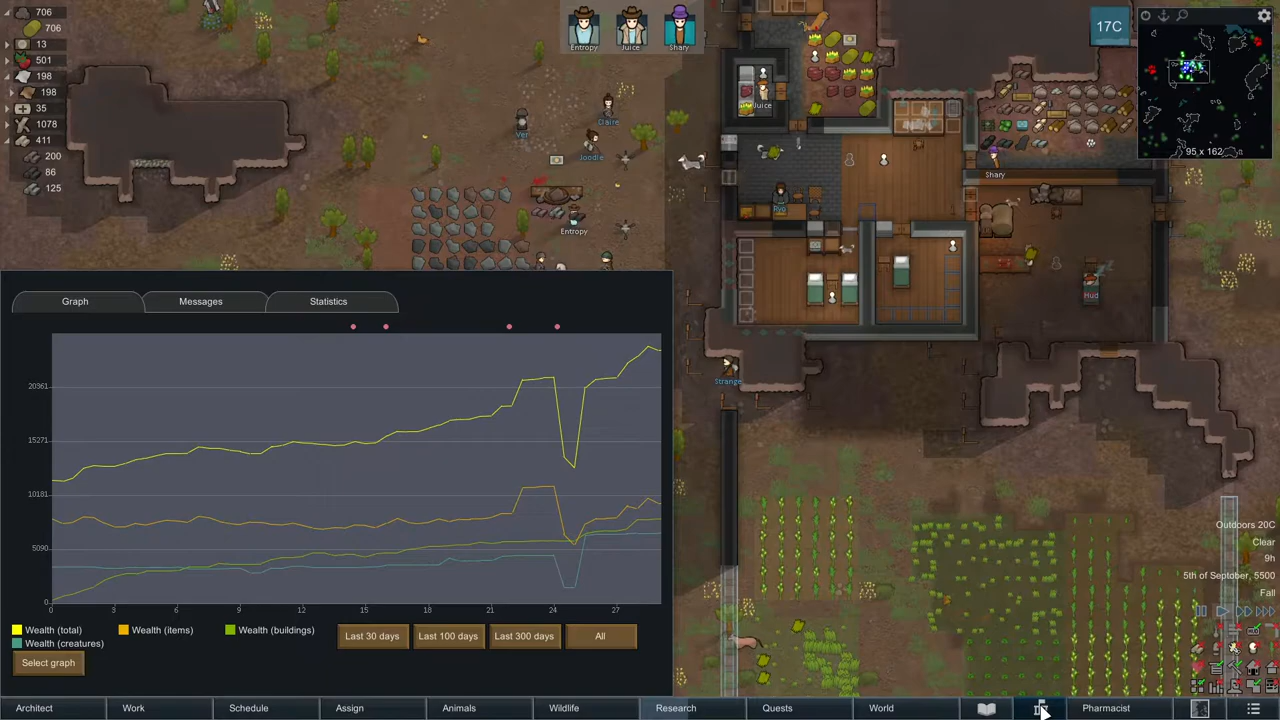 706
706
13
501
198
198
35
1078
411
200
86
125
Entropy
Juice
Shary
17C
95 x 162
Juice
Ver
Claire
Joodle
Entropy
Shary
Hud
Strange
Graph
Messages
Statistics
20361
15271
10181
5090
0
0
3
6
9
12
15
18
21
24
27
Wealth (total)
Wealth (items)
Wealth (buildings)
Wealth (creatures)
Last 30 days
Last 100 days
Last 300 days
All
Select graph
Outdoors 20C
Clear
9h
5th of September, 5500
Fall
Architect
Work
Schedule
Assign
Animals
Wildlife
Research
Quests
World
Pharmacist